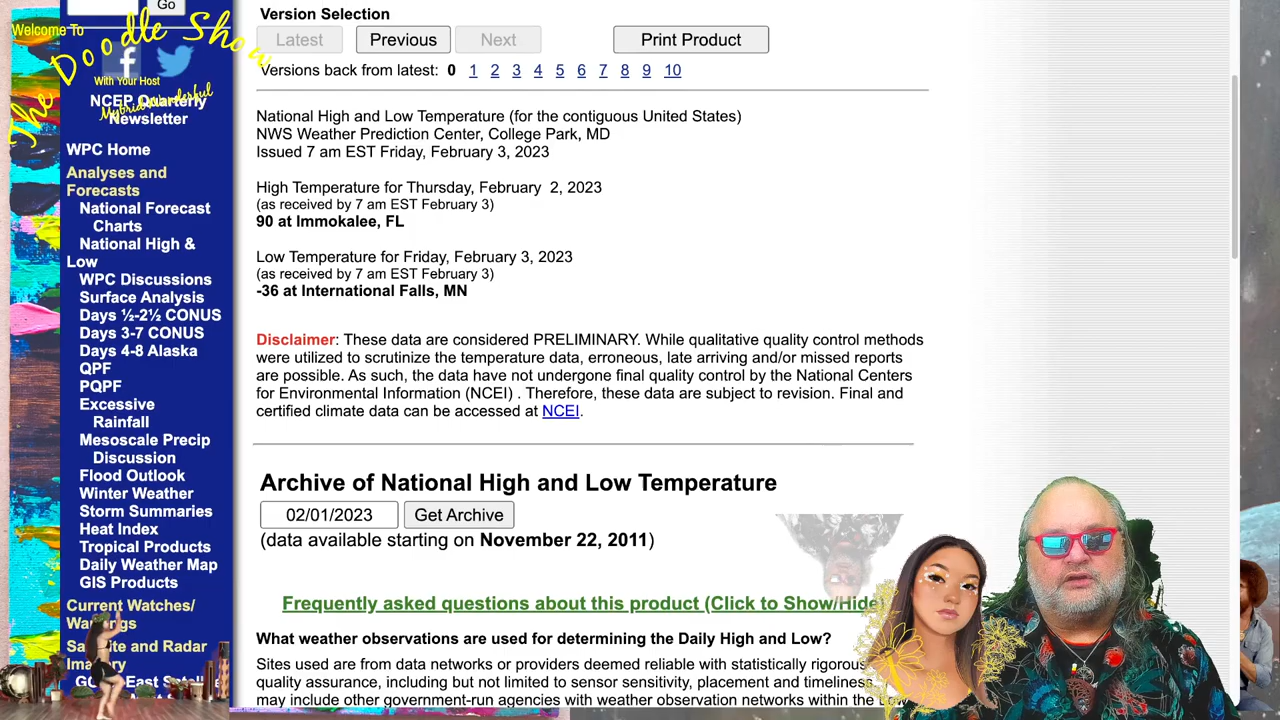 Go
Version Selection
Welcome To
The Doodle Show
Latest
Previous
Next
Print Product
f
With Your Host
Versions back from latest: 0 1 2 3 4 5 6 7 8 9 10
NCEP Quarterly
Newsletter
National High and Low Temperature (for the contiguous United States)
NWS Weather Prediction Center, College Park, MD
Issued 7 am EST Friday, February 3, 2023
High Temperature for Thursday, February 2, 2023
(as received by 7 am EST February 3)
90 at Immokalee, FL
Low Temperature for Friday, February 3, 2023
(as received by 7 am EST February 3)
-36 at International Falls, MN
Disclaimer: These data are considered PRELIMINARY. While qualitative quality control methods
were utilized to scrutinize the temperature data, erroneous, late arriving and/or missed reports
are possible. As such, the data have not undergone final quality control by the National Centers
for Environmental Information (NCEI) . Therefore, these data are subject to revision. Final and
certified climate data can be accessed at NCEI.
Archive of National High and Low Temperature
02/01/2023
Get Archive
(data available starting on November 22, 2011)
Frequently asked questions about this product (Click to Show/Hide
What weather observations are used for determining the Daily High and Low?
Sites used are from data networks or providers deemed reliable with statistically rigorous
quality assurance, including but not limited to sensor sensitivity, placement and timeliness
may include other government-run agencies with weather observation networks within the
WPC Home
Analyses and
Forecasts
National Forecast
Charts
National High &
Low
WPC Discussions
Surface Analysis
Days ½-2½ CONUS
Days 3-7 CONUS
Days 4-8 Alaska
QPF
PQPF
Excessive
Rainfall
Mesoscale Precip
Discussion
Flood Outlook
Winter Weather
Storm Summaries
Heat Index
Tropical Products
Daily Weather Map
GIS Products
Current Watches/
Warnings
Satellite and Radar
Imagery
East